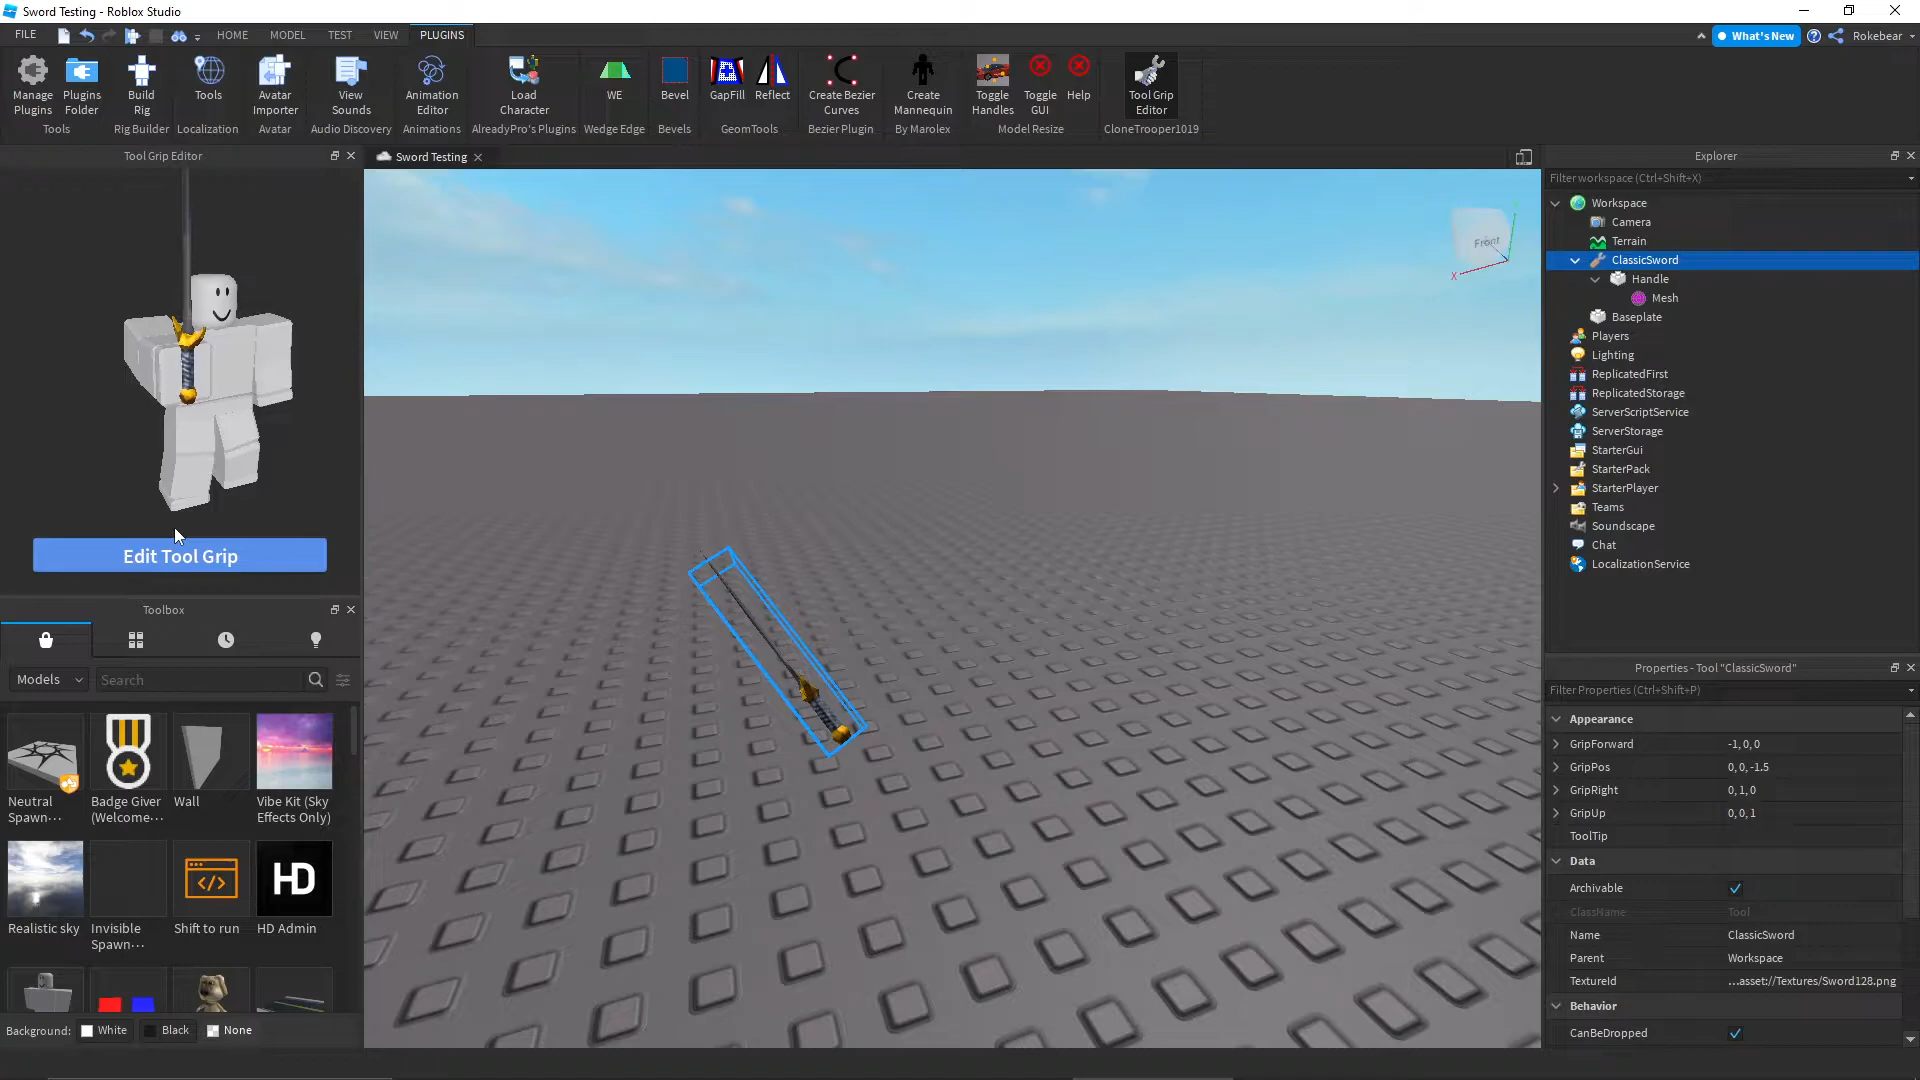 Sword Testing - Roblox Studio
FILE HOME MODEL TEST VIEW PLUGINS What's New Rokebear
Manage Plugins
Plugins Folder
Build Rig
Tools
Avatar Importer
View Sounds
Animation Editor
Load Character
WE
Bevel
GapFill
Reflect
Create Bezier Curves
Create Mannequin
Toggle Handles
Toggle GUI
Help
Tool Grip Editor
Tools Rig Builder Localization Avatar Audio Discovery Animations AlreadyPro's Plugins Wedge Edge Bevels GeomTools Bezier Plugin By Marolex Model Resize CloneTrooper1019
Tool Grip Editor
Edit Tool Grip
Toolbox
Models Search
Neutral Spawn···
Badge Giver (Welcome···
Wall
Vibe Kit (Sky Effects Only)
HD
Realistic sky
Invisible Spawn···
Shift to run
HD Admin
Background: White Black None
Sword Testing
Front
X
Explorer
Filter workspace (Ctrl+Shift+X)
Workspace
Camera
Terrain
ClassicSword
Handle
Mesh
Baseplate
Players
Lighting
ReplicatedFirst
ReplicatedStorage
ServerScriptService
ServerStorage
StarterGui
StarterPack
StarterPlayer
Teams
Soundscape
Chat
LocalizationService
Properties - Tool "ClassicSword"
Filter Properties (Ctrl+Shift+P)
Appearance
GripForward -1, 0, 0
GripPos 0, 0, -1.5
GripRight 0, 1, 0
GripUp 0, 0, 1
ToolTip
Data
Archivable
ClassName Tool
Name ClassicSword
Parent Workspace
TextureId ...asset://Textures/Sword128.png
Behavior
CanBeDropped